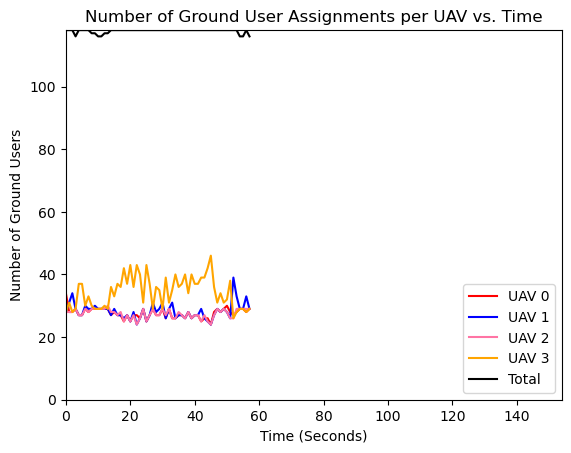 Number of Ground User Assignments per UAV vs. Time
Number of Ground Users
100
80
60
40
20
0
UAV 0
UAV 1
UAV 2
UAV 3
Total
0 20 40 60 80 100 120 140
Time (Seconds)